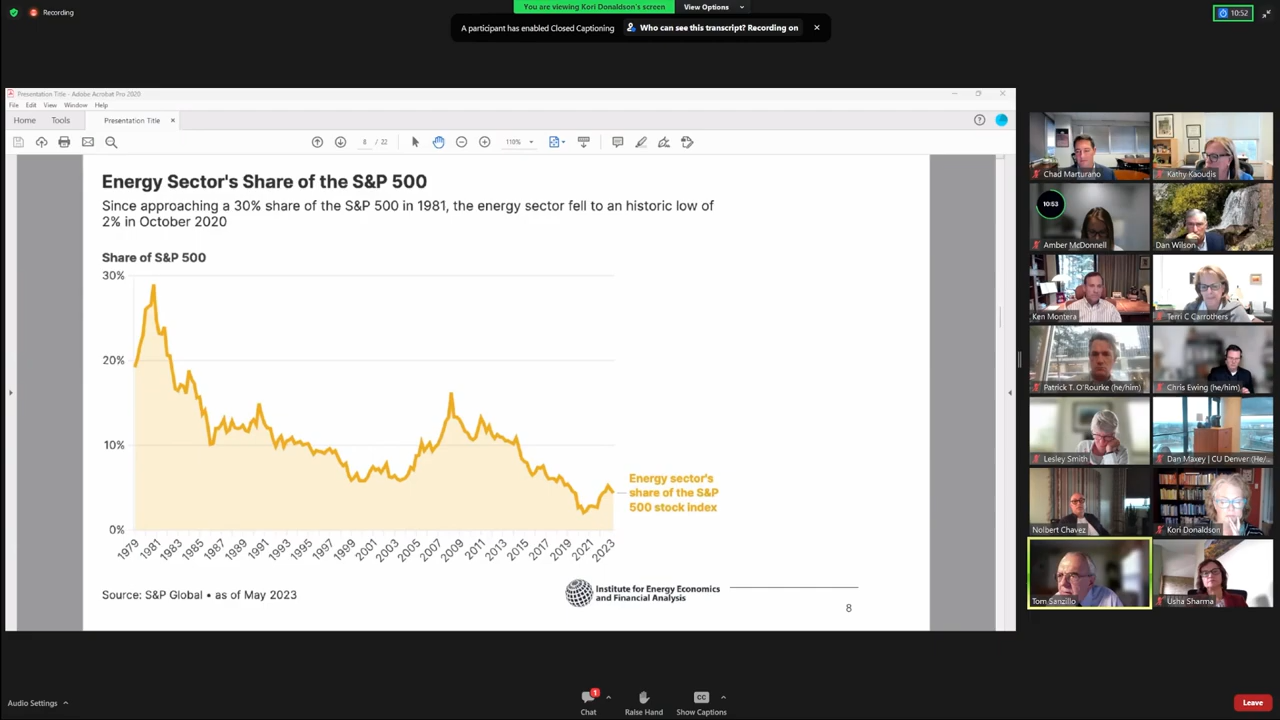 Recording
You are viewing Kori Donaldson's screen
View Options
10:52
A participant has enabled Closed Captioning
Who can see this transcript? Recording on
Presentation Title - Adobe Acrobat Pro 2020
File Edit View Window Help
Home Tools Presentation Title
8 / 22
110%
Energy Sector's Share of the S&P 500
Since approaching a 30% share of the S&P 500 in 1981, the energy sector fell to an historic low of
2% in October 2020
Share of S&P 500
30%
20%
10%
0%
1979 1981 1983 1985 1987 1989 1991 1993 1995 1997 1999 2001 2003 2005 2007 2009 2011 2013 2015 2017 2019 2021 2023
Energy sector's
share of the S&P
500 stock index
Source: S&P Global • as of May 2023
Institute for Energy Economics
and Financial Analysis
8
Chad Marturano
Kathy Kaoudis
10:53
Amber McDonnell
Dan Wilson
Ken Montera
Terri C Carrothers
Patrick T. O'Rourke (he/him)
Chris Ewing (he/him)
Lesley Smith
Dan Maxey | CU Denver (He/...
Nolbert Chavez
Kori Donaldson
Tom Sanzillo
Usha Sharma
Audio Settings
1
Chat
Raise Hand
CC
Show Captions
Leave